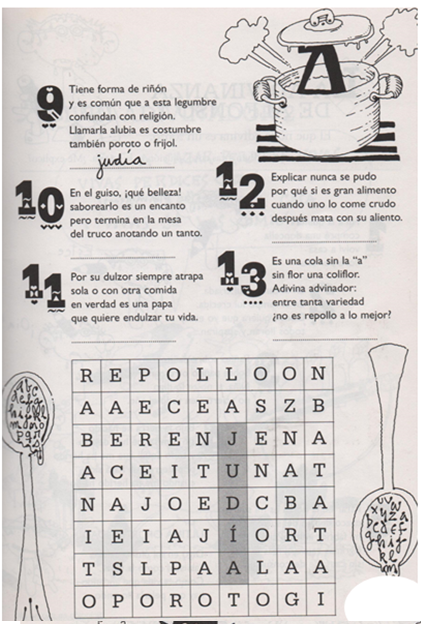 A
9
Tiene forma de riñón
y es común que a esta legumbre
confundan con religión.
Llamarla alubia es costumbre
también poroto o frijol.
judía
10
En el guiso, ¡qué belleza!
saborearlo es un encanto
pero termina en la mesa
del truco anotando un tanto.
11
Por su dulzor siempre atrapa
sola o con otra comida
en verdad es una papa
que quiere endulzar tu vida.
12
Explicar nunca se pudo
por qué si es gran alimento
cuando uno lo come crudo
después mata con su aliento.
13
Es una cola sin la "a"
sin flor una coliflor.
Adivina advinador:
entre tanta variedad
¿no es repollo a lo mejor?
R E P O L L O O N
A A E C E A S Z B
B E R E N J E N A
A C E I T U N A T
N A J O E D C B A
I E I A J Í O R T
T S L P A A L A A
O P O R O T O G I